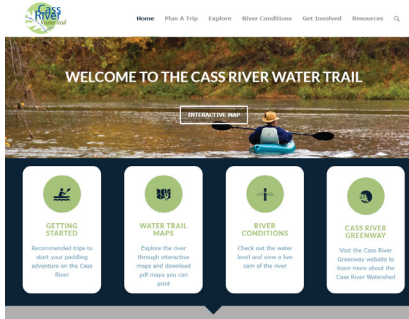 Cass
River
Watertrail
Home Plan A Trip Explore River Conditions Get Involved Resources
WELCOME TO THE CASS RIVER WATER TRAIL
INTERACTIVE MAP
GETTING
STARTED
Recommended trips to
start your paddling
adventure on the Cass
River
WATER TRAIL
MAPS
Explore the river
through interactive
maps and download
pdf maps you can
print
RIVER
CONDITIONS
Check out the water
level and view a live
cam of the river
CASS RIVER
GREENWAY
Visit the Cass River
Greenway website to
learn more about the
Cass River Watershed